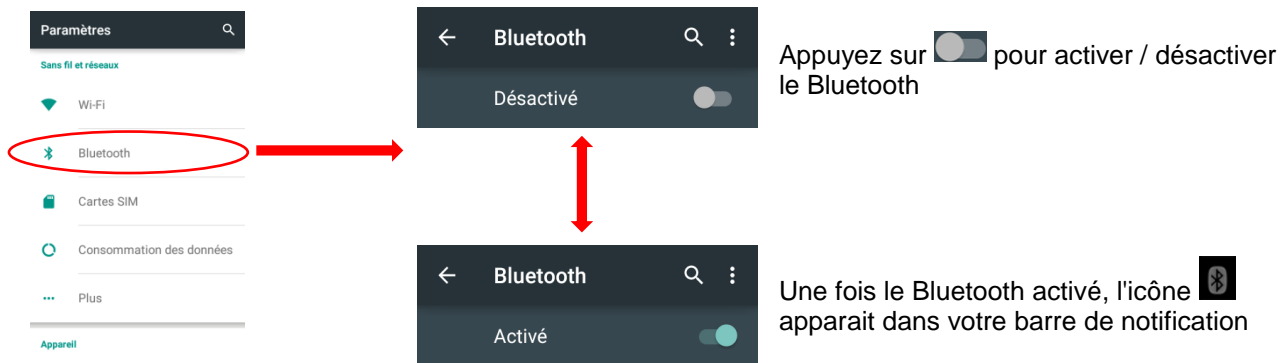 Paramètres
Sans fil et réseaux
Wi-Fi
Bluetooth
Cartes SIM
Consommation des données
Plus
Appareil
Bluetooth
Désactivé
Appuyez sur pour activer / désactiver
le Bluetooth
Bluetooth
Activé
Une fois le Bluetooth activé, l'icône
apparait dans votre barre de notification